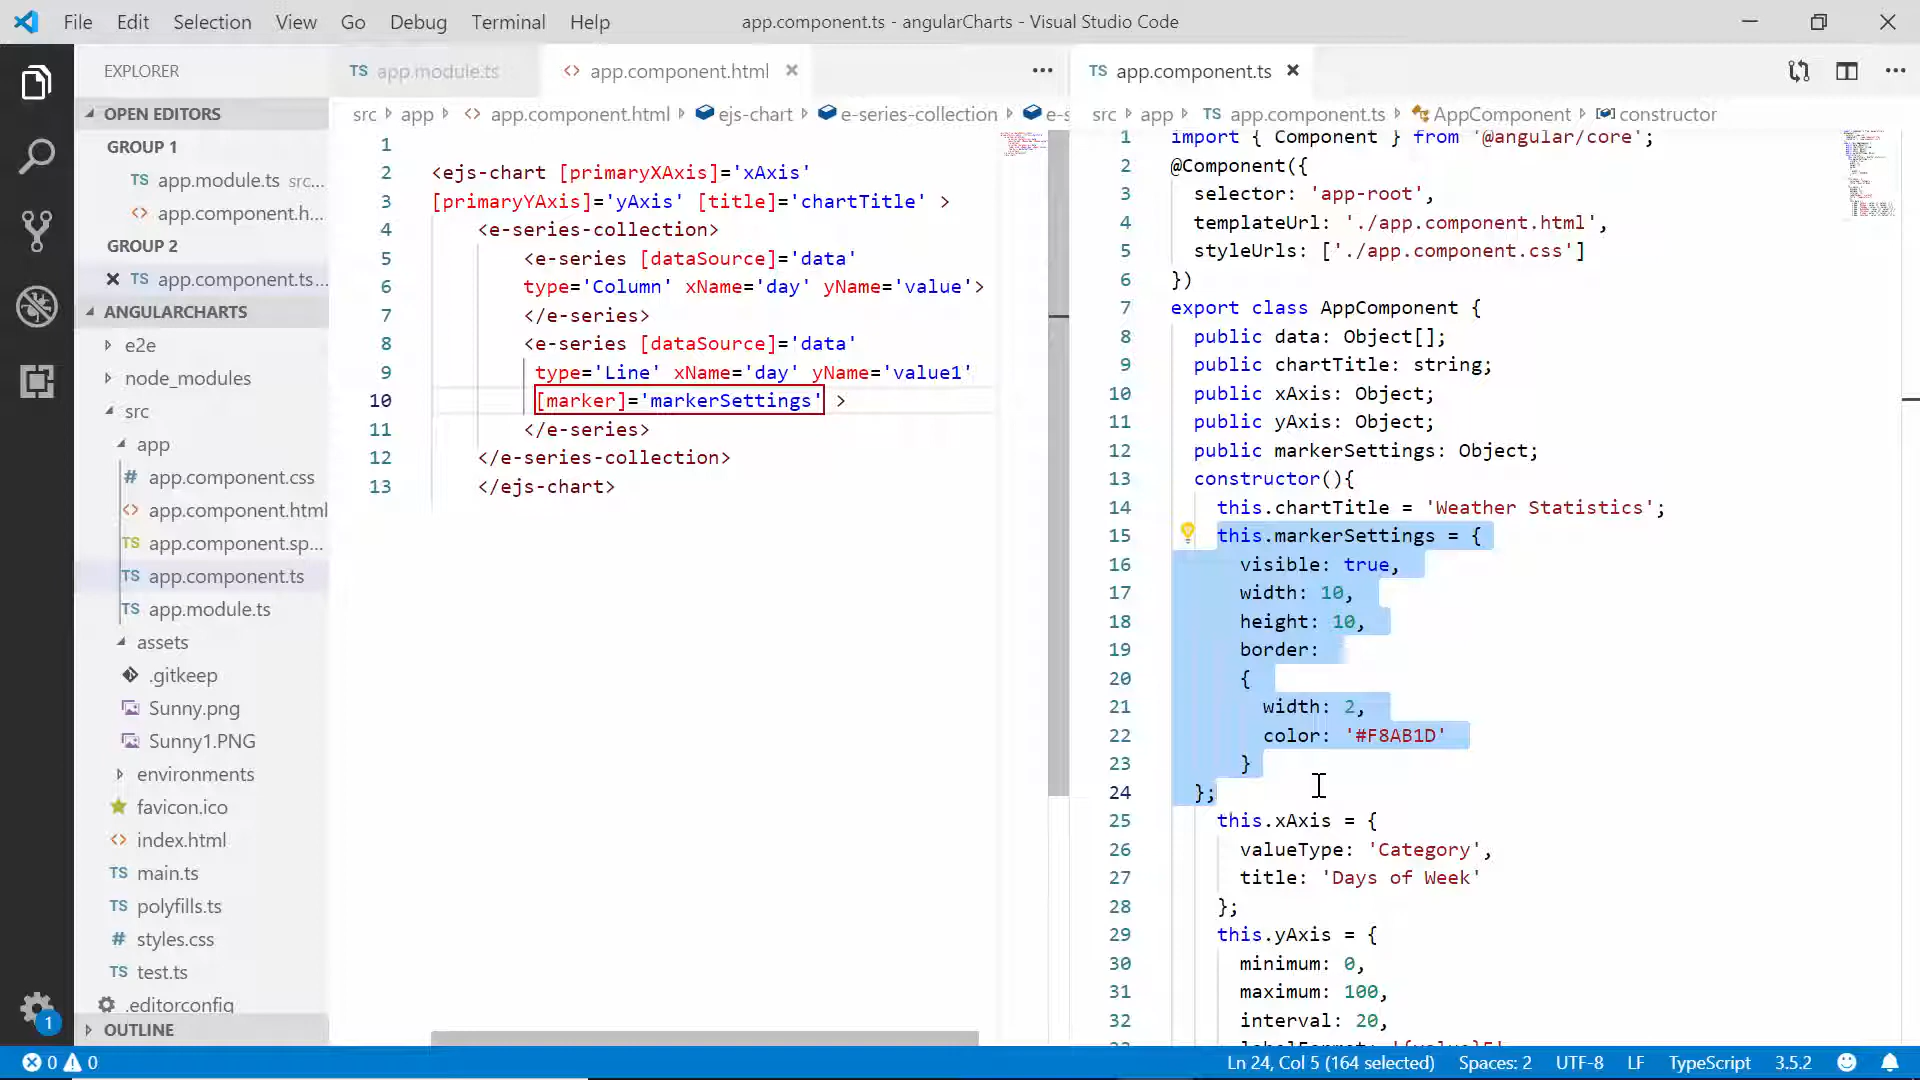 File Edit Selection View Go Debug Terminal Help
app.component.ts - angularCharts - Visual Studio Code
EXPLORER
OPEN EDITORS
GROUP 1
TS app.module.ts src...
<> app.component.h...
GROUP 2
TS app.component.ts...
ANGULARCHARTS
e2e
node_modules
src
app
# app.component.css
<> app.component.html
TS app.component.sp...
TS app.component.ts
TS app.module.ts
assets
.gitkeep
Sunny.png
Sunny1.PNG
environments
favicon.ico
<> index.html
TS main.ts
TS polyfills.ts
# styles.css
TS test.ts
.editorconfig
OUTLINE
1
TS app.module.ts
<> app.component.html
src app <> app.component.html ejs-chart e-series-collection e-s
1
2 <ejs-chart [primaryXAxis]='xAxis'
3 [primaryYAxis]='yAxis' [title]='chartTitle' >
4 <e-series-collection>
5 <e-series [dataSource]='data'
6 type='Column' xName='day' yName='value'>
7 </e-series>
8 <e-series [dataSource]='data'
9 type='Line' xName='day' yName='value1'
10 [marker]='markerSettings' >
11 </e-series>
12 </e-series-collection>
13 </ejs-chart>
TS app.component.ts
src app TS app.component.ts AppComponent constructor
1 import { Component } from '@angular/core';
2 @Component({
3 selector: 'app-root',
4 templateUrl: './app.component.html',
5 styleUrls: ['./app.component.css']
6 })
7 export class AppComponent {
8 public data: Object[];
9 public chartTitle: string;
10 public xAxis: Object;
11 public yAxis: Object;
12 public markerSettings: Object;
13 constructor(){
14 this.chartTitle = 'Weather Statistics';
15 this.markerSettings = {
16 visible: true,
17 width: 10,
18 height: 10,
19 border:
20 {
21 width: 2,
22 color: '#F8AB1D'
23 }
24 };
25 this.xAxis = {
26 valueType: 'Category',
27 title: 'Days of Week'
28 };
29 this.yAxis = {
30 minimum: 0,
31 maximum: 100,
32 interval: 20,
0 0
Ln 24, Col 5 (164 selected) Spaces: 2 UTF-8 LF TypeScript 3.5.2